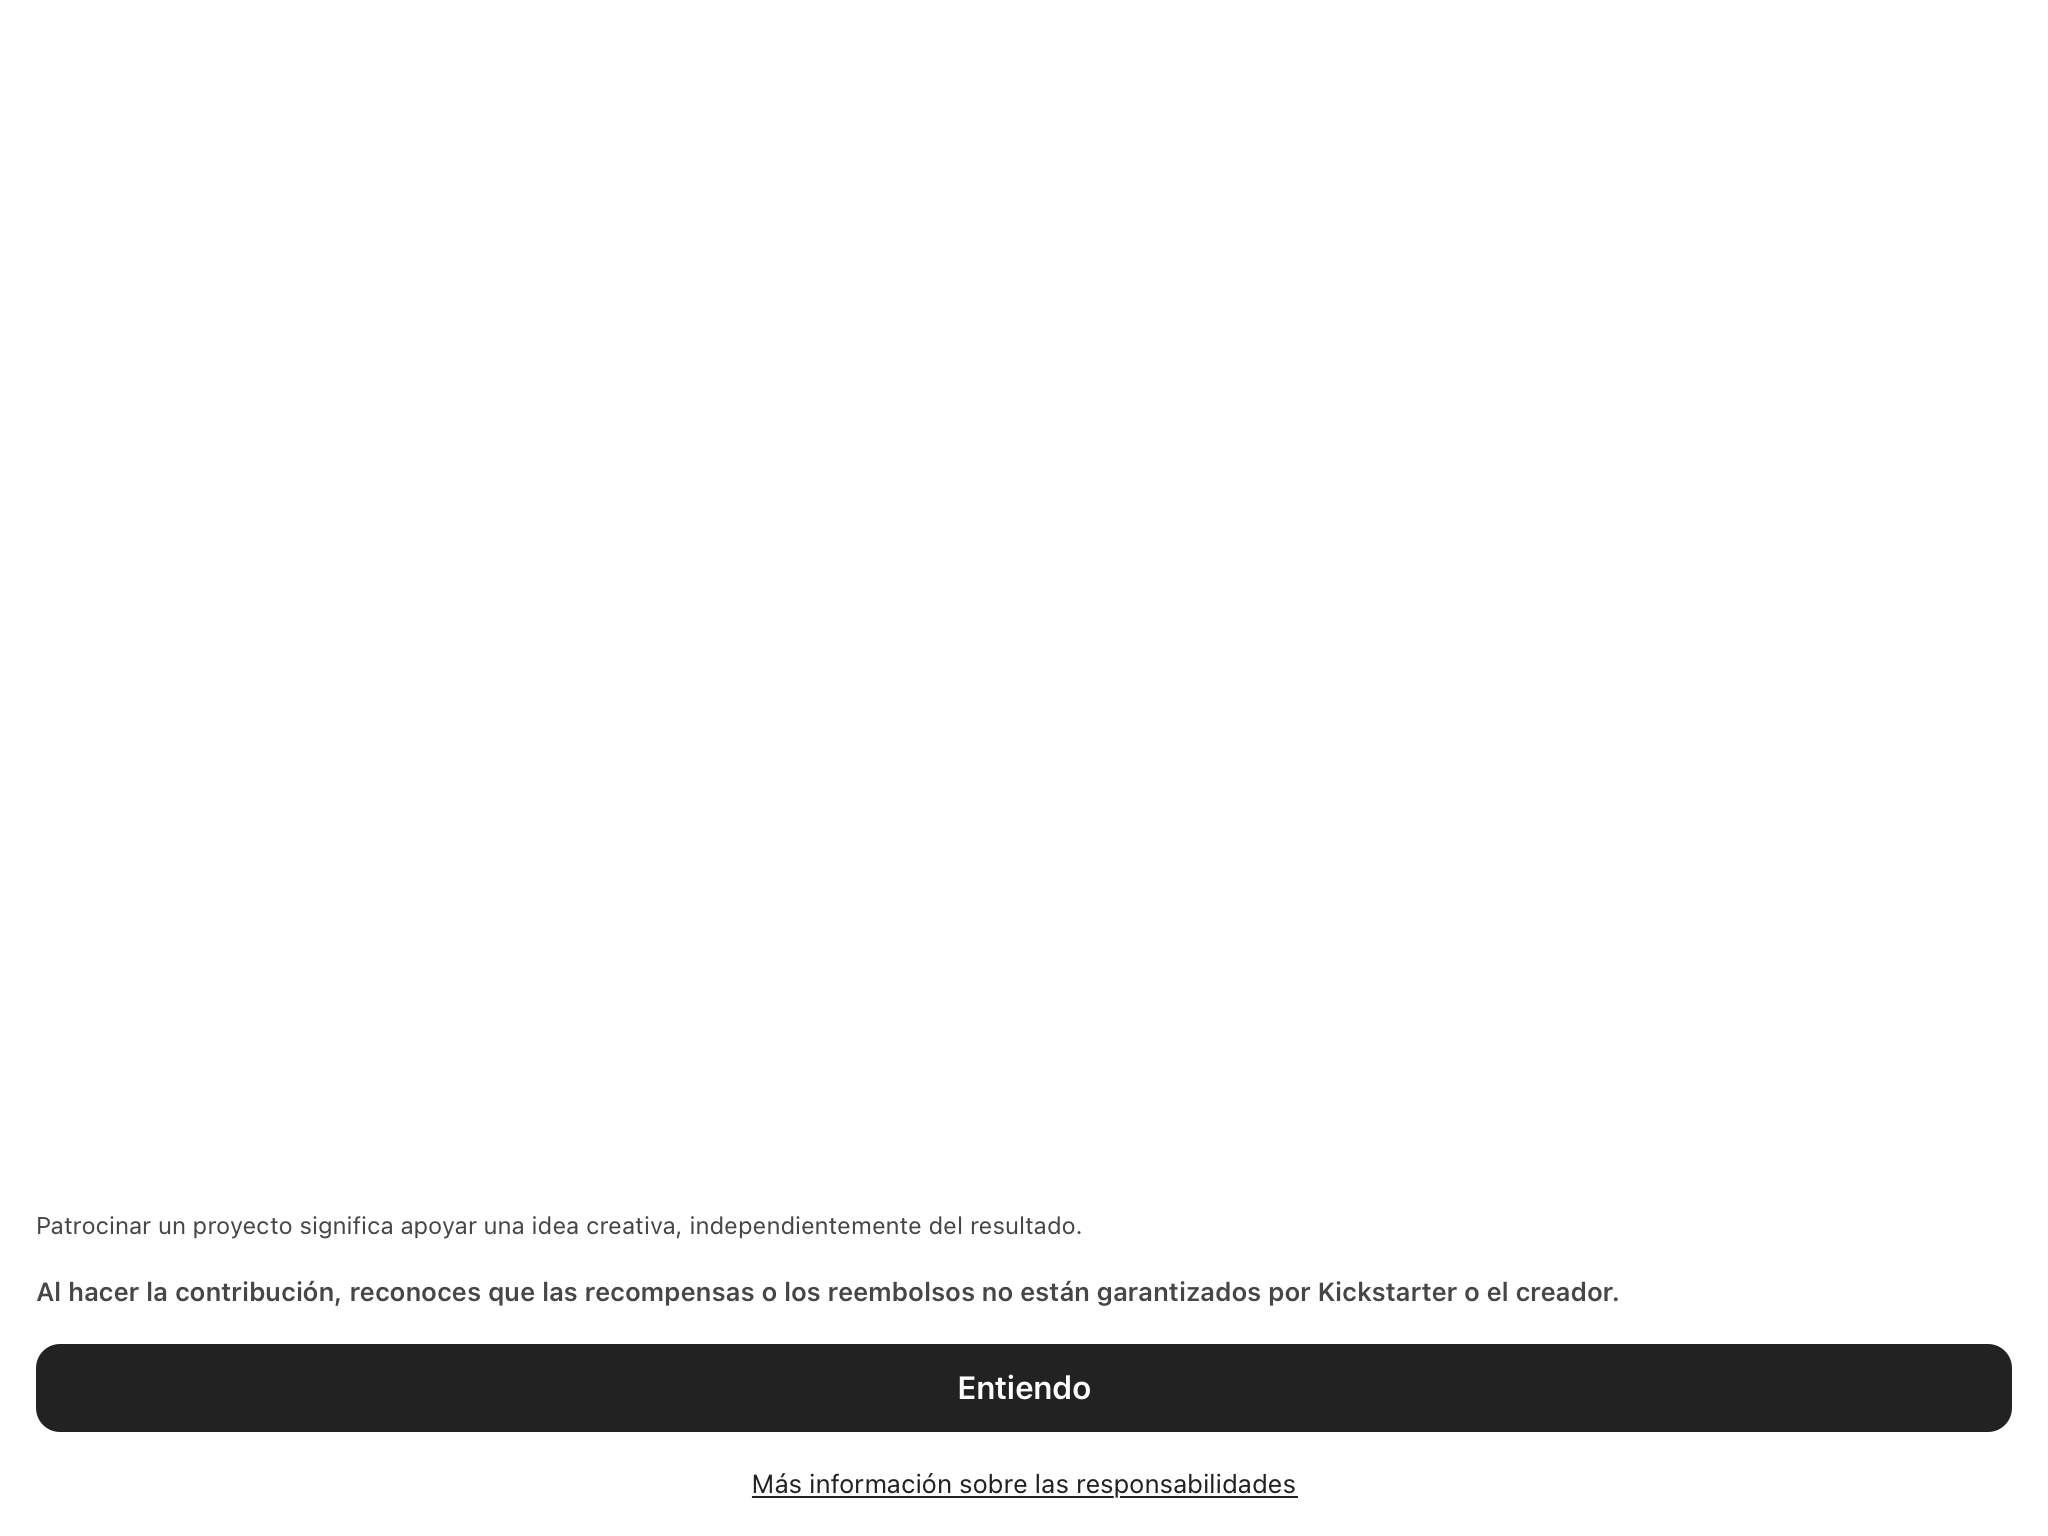 Patrocinar un proyecto significa apoyar una idea creativa, independientemente del resultado.
Al hacer la contribución, reconoces que las recompensas o los reembolsos no están garantizados por Kickstarter o el creador.
Entiendo
Más información sobre las responsabilidades